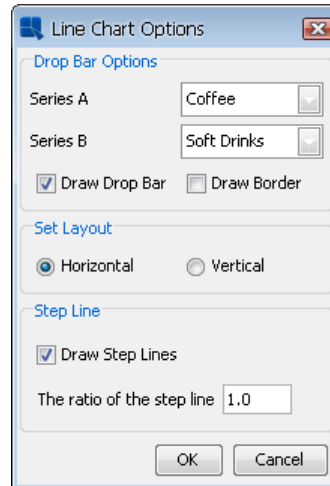 Line Chart Options
Drop Bar Options
Series A Coffee
Series B Soft Drinks
Draw Drop Bar Draw Border
Set Layout
Horizontal Vertical
Step Line
Draw Step Lines
The ratio of the step line 1.0
OK Cancel